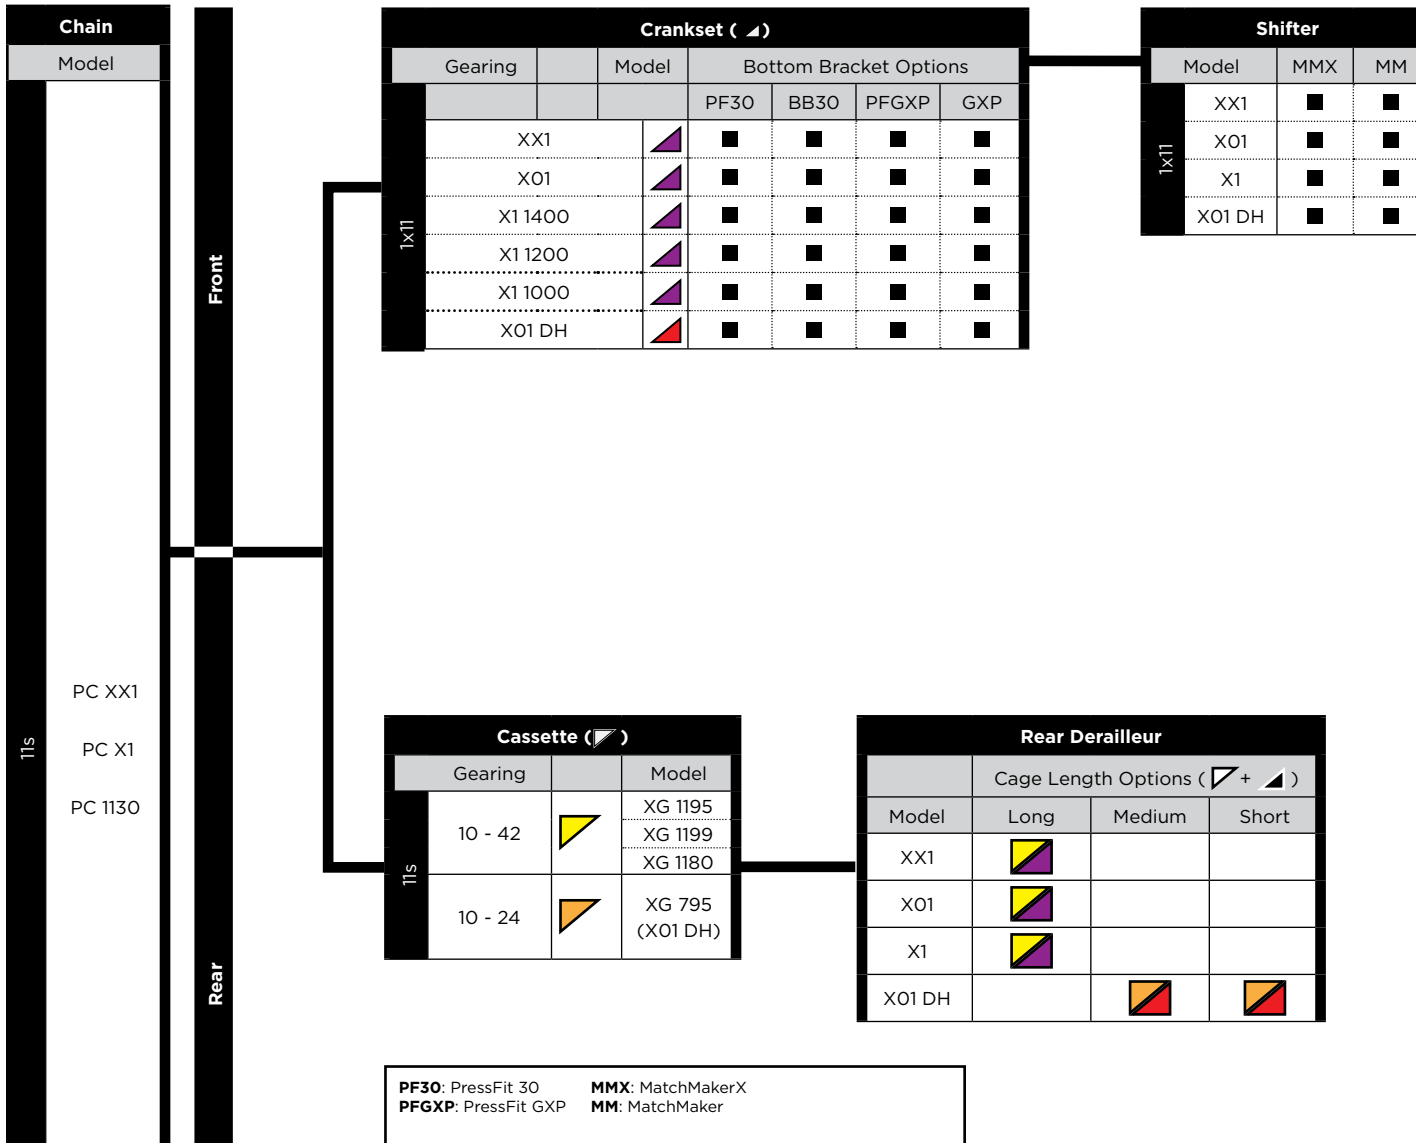 Chain
Model
11s
PC XX1
PC X1
PC 1130
Front
Rear
Crankset ( )
Gearing Model Bottom Bracket Options
PF30 BB30 PFGXP GXP
1x11
XX1
X01
X1 1400
X1 1200
X1 1000
X01 DH
Shifter
Model MMX MM
1x11
XX1
X01
X1
X01 DH
Cassette ( )
Gearing Model
11s
10 - 42
XG 1195
XG 1199
XG 1180
10 - 24
XG 795
(X01 DH)
Rear Derailleur
Cage Length Options ( + )
Model Long Medium Short
XX1
X01
X1
X01 DH
PF30: PressFit 30 MMX: MatchMakerX
PFGXP: PressFit GXP MM: MatchMaker